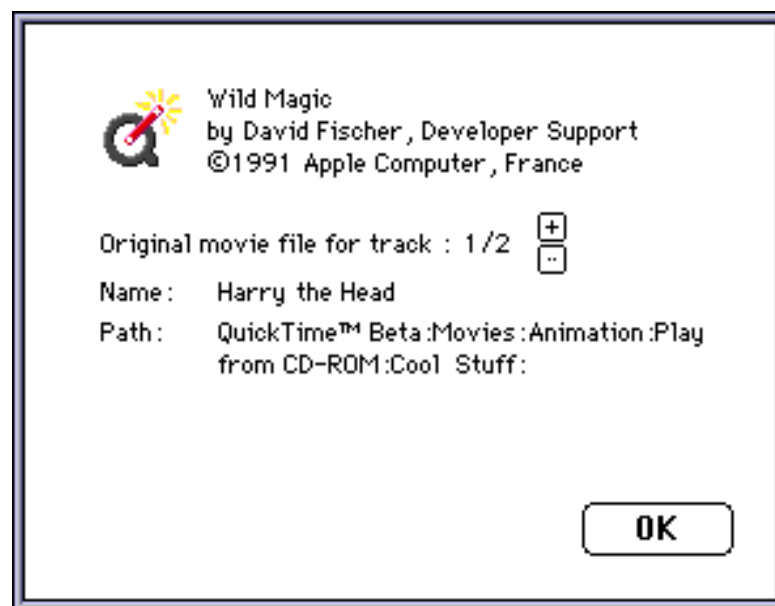 Wild Magic
by David Fischer, Developer Support
©1991 Apple Computer, France
Original movie file for track : 1/2
+
--
Name: Harry the Head
Path: QuickTime™ Beta:Movies:Animation:Play
from CD-ROM:Cool Stuff:
OK